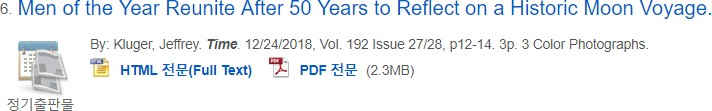 6. Men of the Year Reunite After 50 Years to Reflect on a Historic Moon Voyage.
By: Kluger, Jeffrey. Time. 12/24/2018, Vol. 192 Issue 27/28, p12-14. 3p. 3 Color Photographs.
HTML 전문(Full Text) PDF 전문 (2.3MB)
정기출판물